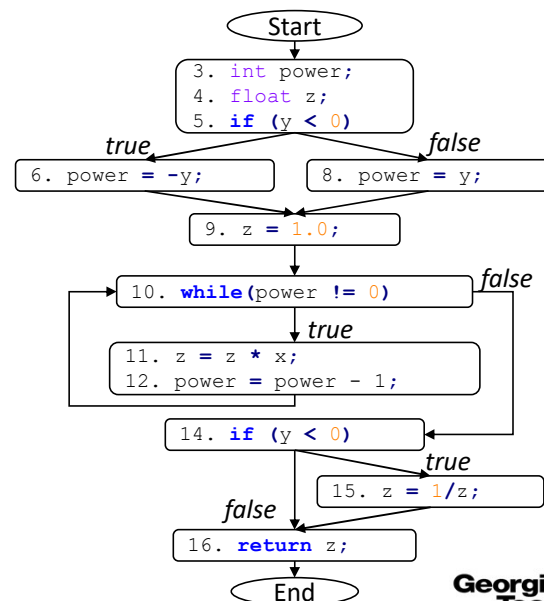 Start
3. int power;
4. float z;
5. if (y < 0)
true
false
6. power = -y;
8. power = y;
9. z = 1.0;
false
10. while(power != 0)
true
11. z = z * x;
12. power = power - 1;
14. if (y < 0)
true
15. z = 1/z;
false
16. return z;
End